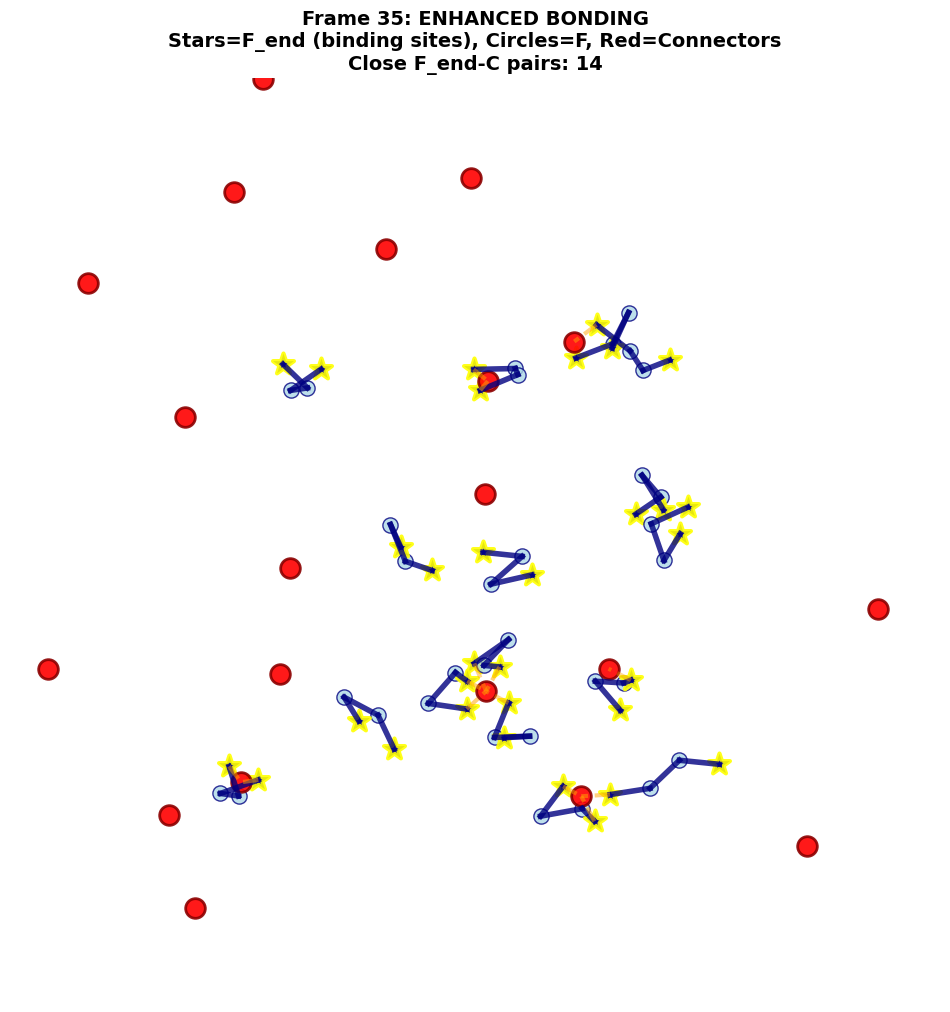 Frame 35: ENHANCED BONDING
Stars=F_end (binding sites), Circles=F, Red=Connectors
Close F_end-C pairs: 14